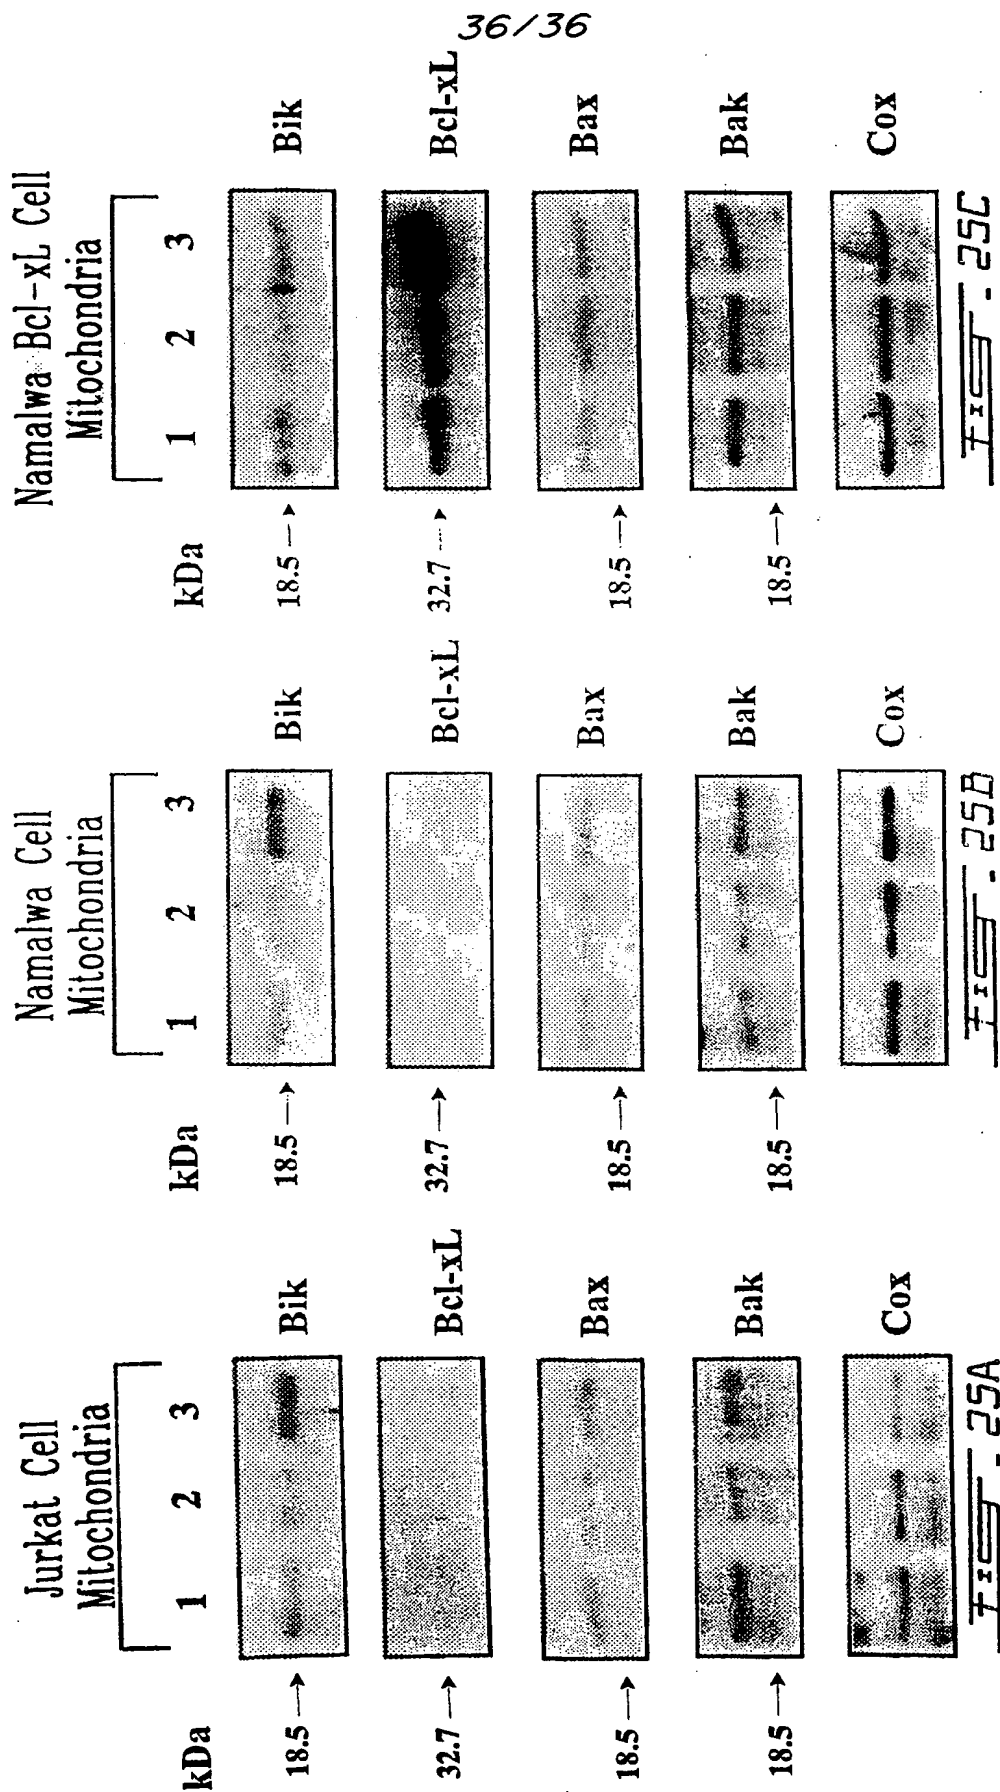 36/36
Jurkat Cell
Mitochondria
kDa
1 2 3
18.5 → Bik
32.7 → Bcl-xL
18.5 → Bax
18.5 → Bak
Cox
FIG. 25A
Namalwa Cell
Mitochondria
kDa
1 2 3
18.5 → Bik
32.7 → Bcl-xL
18.5 → Bax
18.5 → Bak
Cox
FIG. 25B
Namalwa Bcl-xL Cell
Mitochondria
kDa
1 2 3
18.5 → Bik
32.7 → Bcl-xL
18.5 → Bax
18.5 → Bak
Cox
FIG. 25C